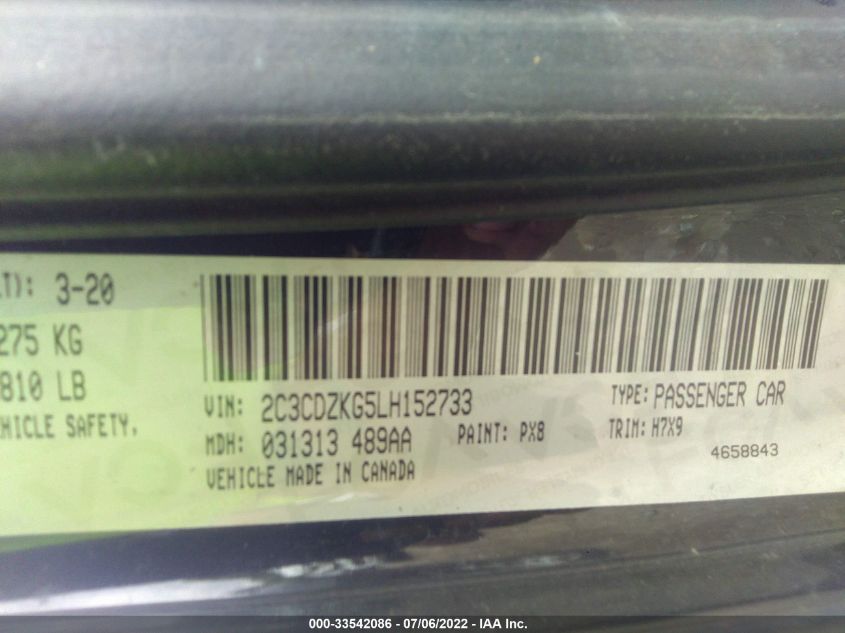 LT): 3-20
275 KG
810 LB
HICLE SAFETY.
VIN: 2C3CDZKG5LH152733
TYPE: PASSENGER CAR
MDH: 031313 489AA PAINT: PX8 TRIM: H7X9
VEHICLE MADE IN CANADA
4658843
000-33542086 - 07/06/2022 - IAA Inc.